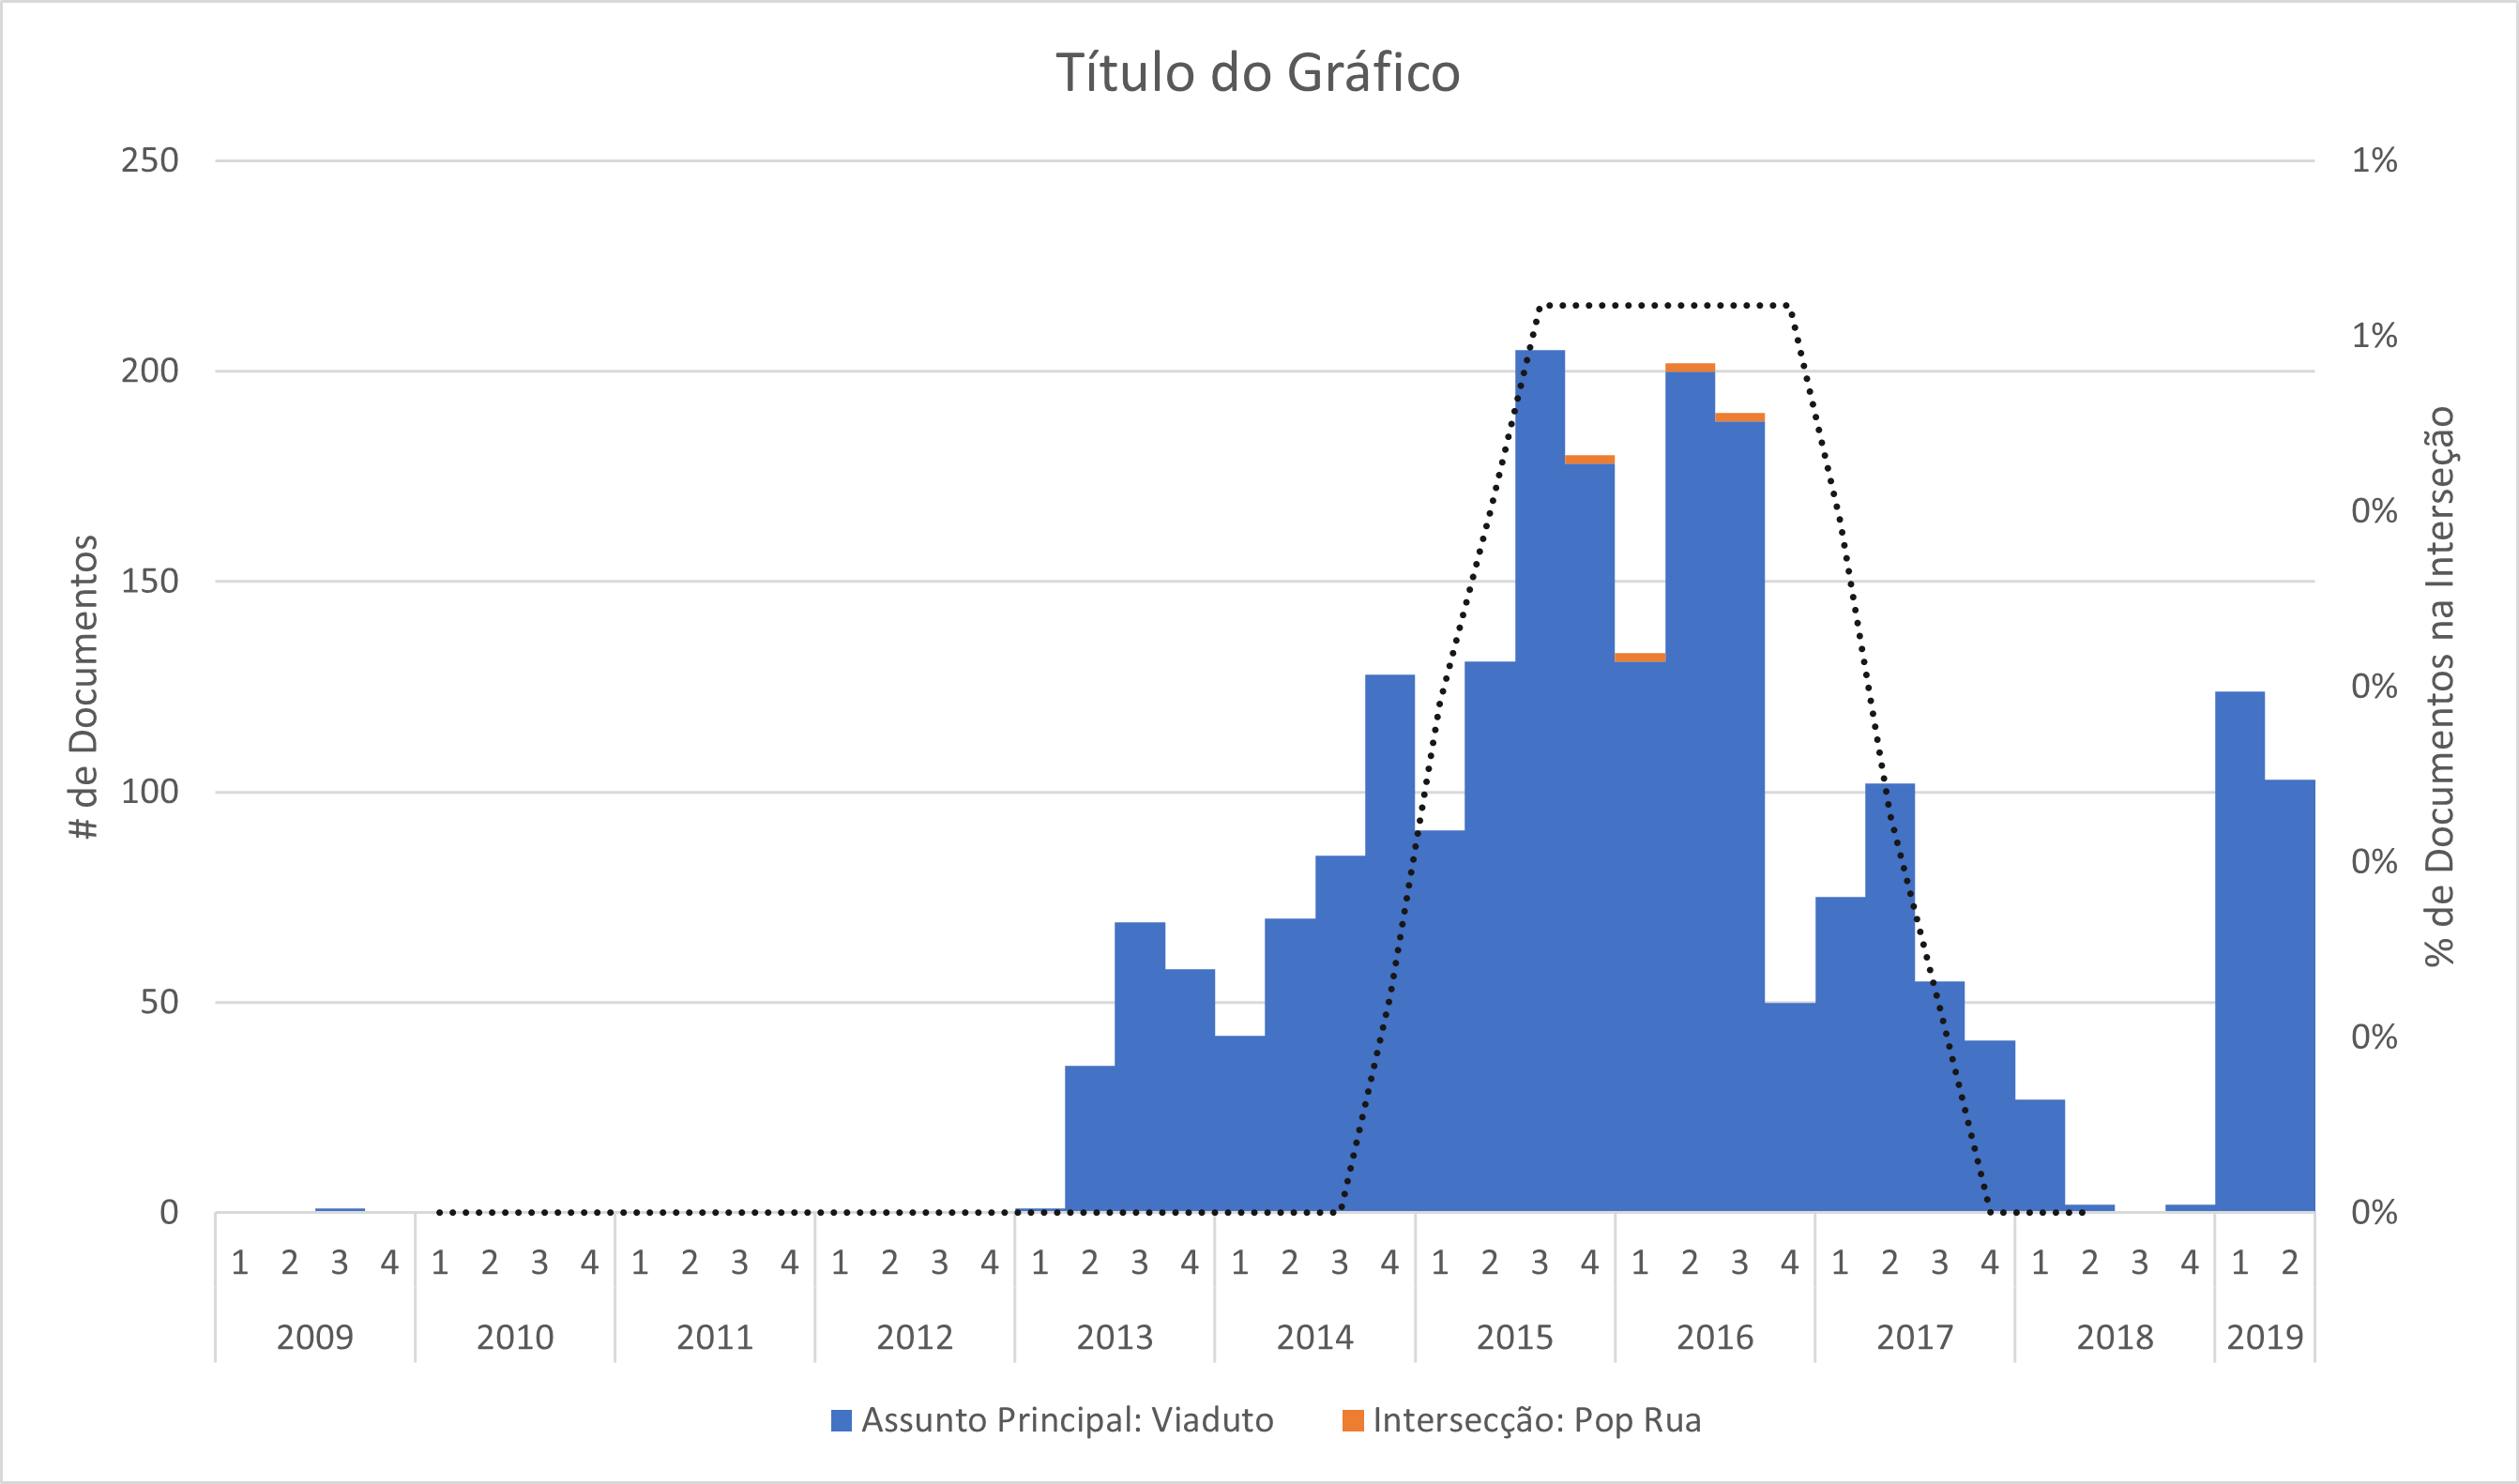 Título do Gráfico
250
200
150
100
50
0
# de Documentos
1%
1%
0%
0%
0%
0%
0%
% de Documentos na Interseção
1 2 3 4 1 2 3 4 1 2 3 4 1 2 3 4 1 2 3 4 1 2 3 4 1 2 3 4 1 2 3 4 1 2 3 4 1 2 3 4 1 2
2009 2010 2011 2012 2013 2014 2015 2016 2017 2018 2019
Assunto Principal: Viaduto Intersecção: Pop Rua